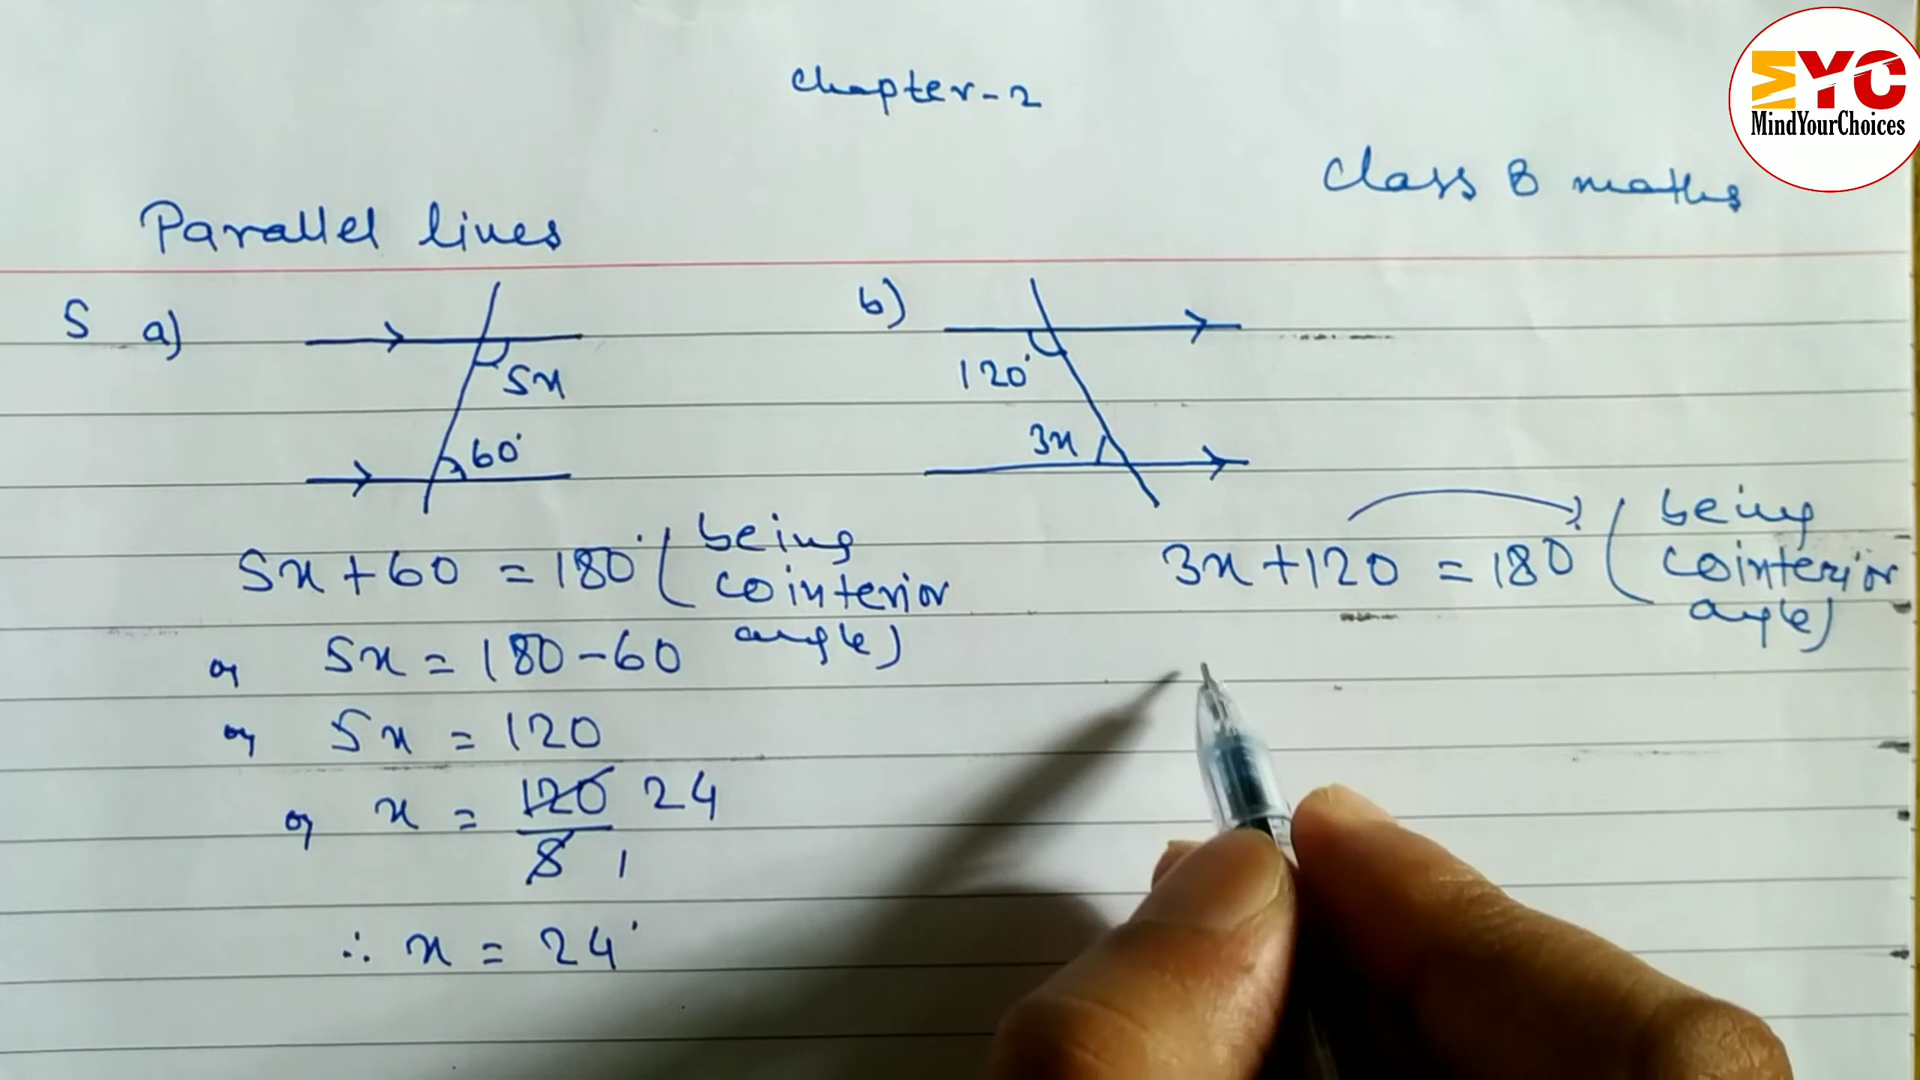 Chapter-2
MYC
MindYourChoices
Class 8 maths
Parallel lines
5 a)
5x
60°
b)
120°
3x
5x + 60 = 180° (being
cointerior
angle)
or 5x = 180 - 60
or 5x = 120
or x = 120 24
5 1
∴ x = 24°
3x + 120 = 180 (being
cointerior
angle)